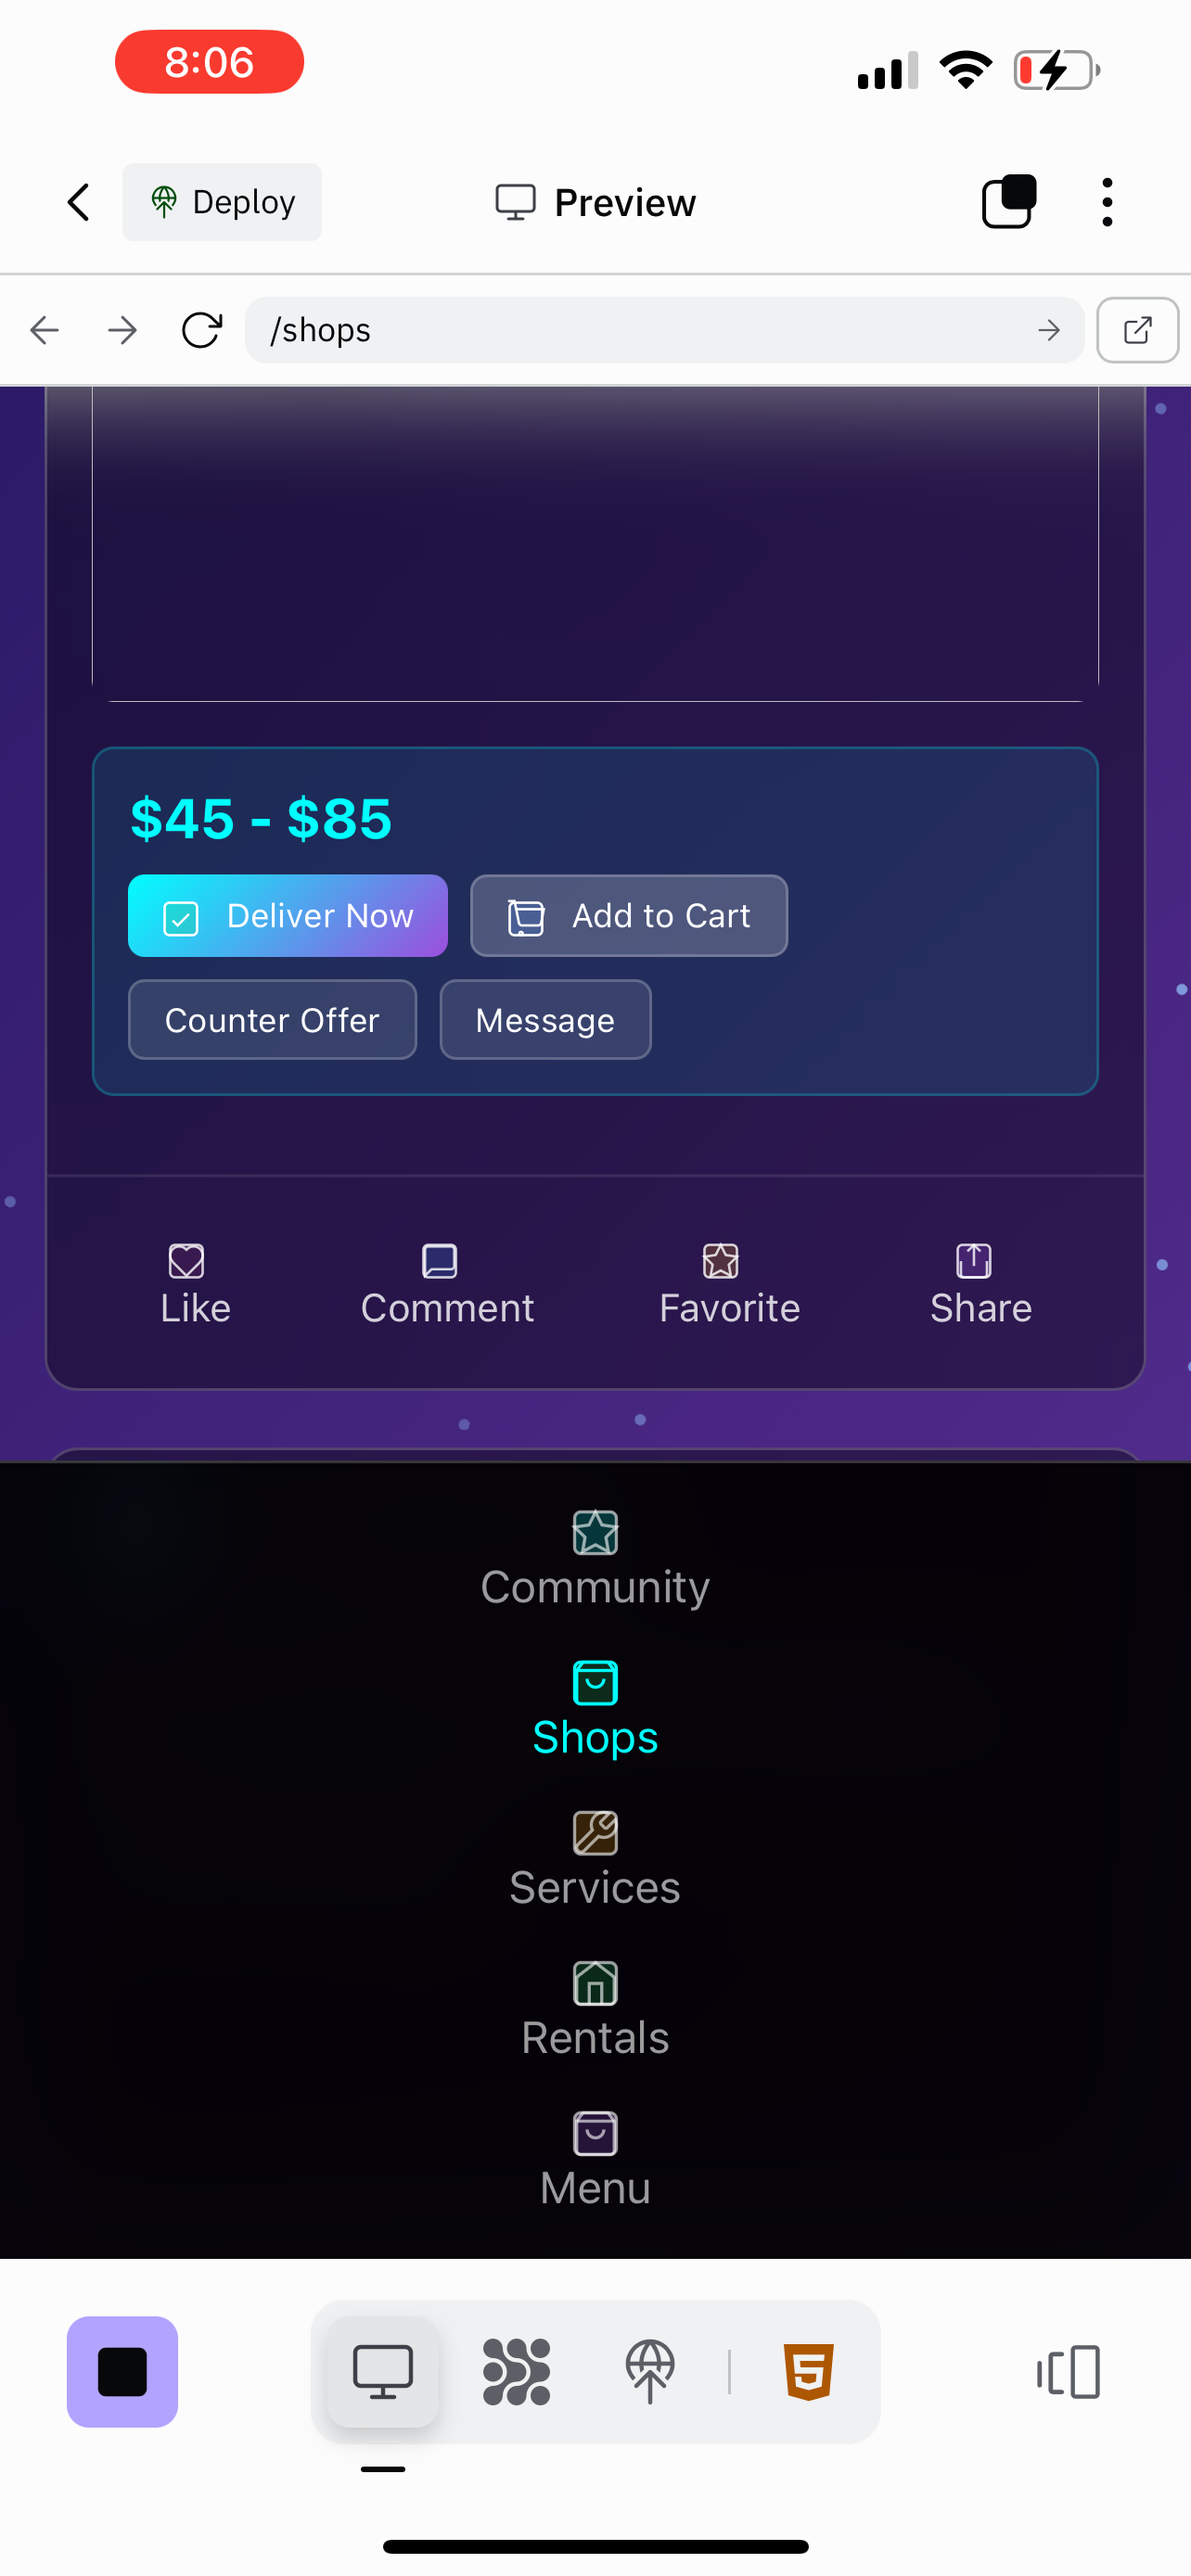 8:06
Deploy
Preview
/shops
$45 - $85
Deliver Now
Add to Cart
Counter Offer
Message
Like
Comment
Favorite
Share
Community
Shops
Services
Rentals
Menu
5